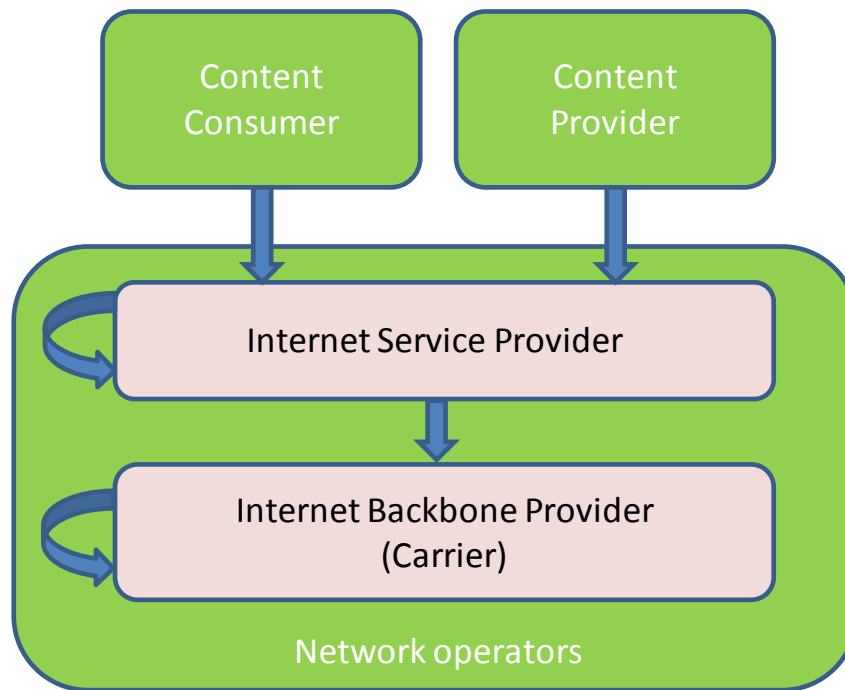 Content
Consumer
Content
Provider
Internet Service Provider
Internet Backbone Provider
(Carrier)
Network operators